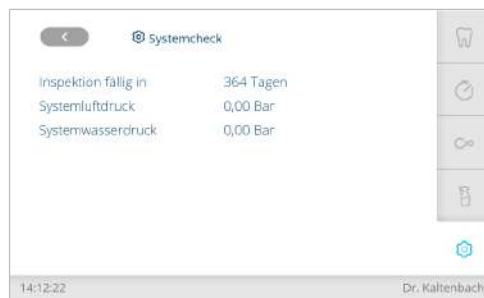 Systemcheck
Inspektion fällig in 364 Tagen
Systemluftdruck 0,00 Bar
Systemwasserdruck 0,00 Bar
14:12:22 Dr. Kaltenbach